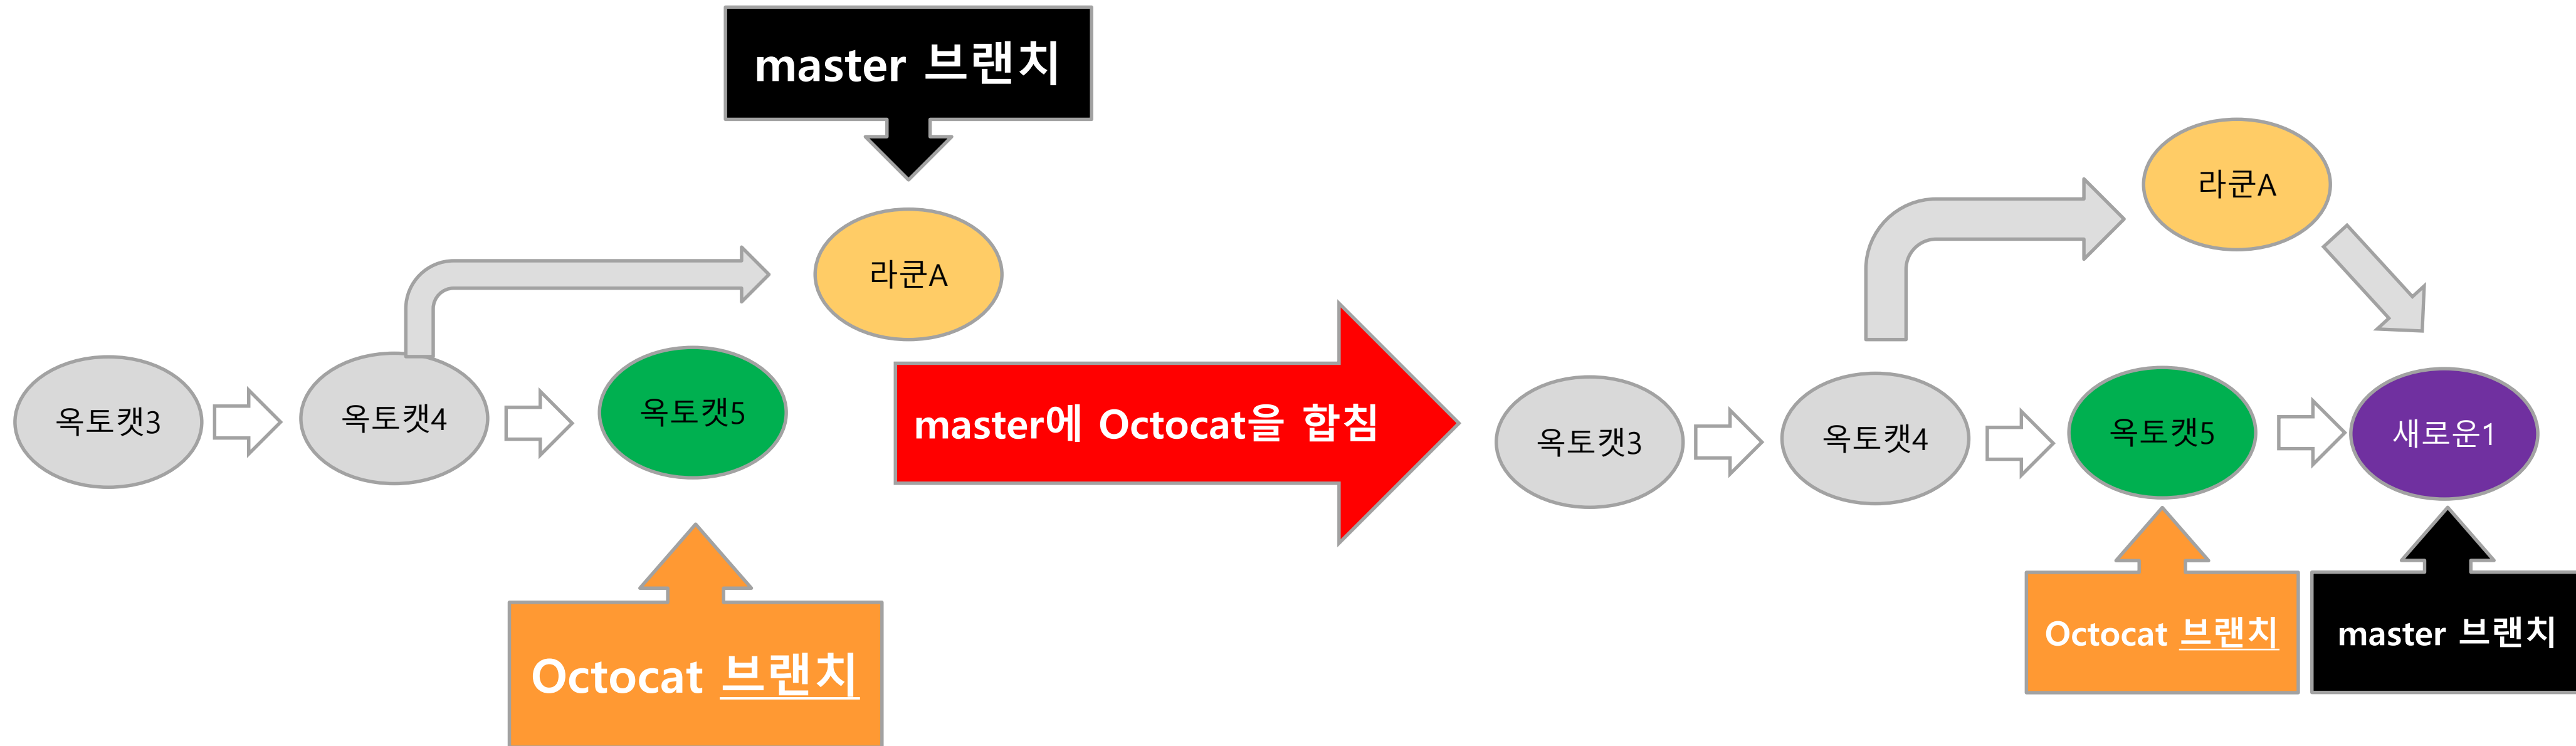 master 브랜치
라쿤A
옥토캣3
옥토캣4
옥토캣5
Octocat 브랜치
master에 Octocat을 합침
라쿤A
옥토캣3
옥토캣4
옥토캣5
새로운1
Octocat 브랜치
master 브랜치